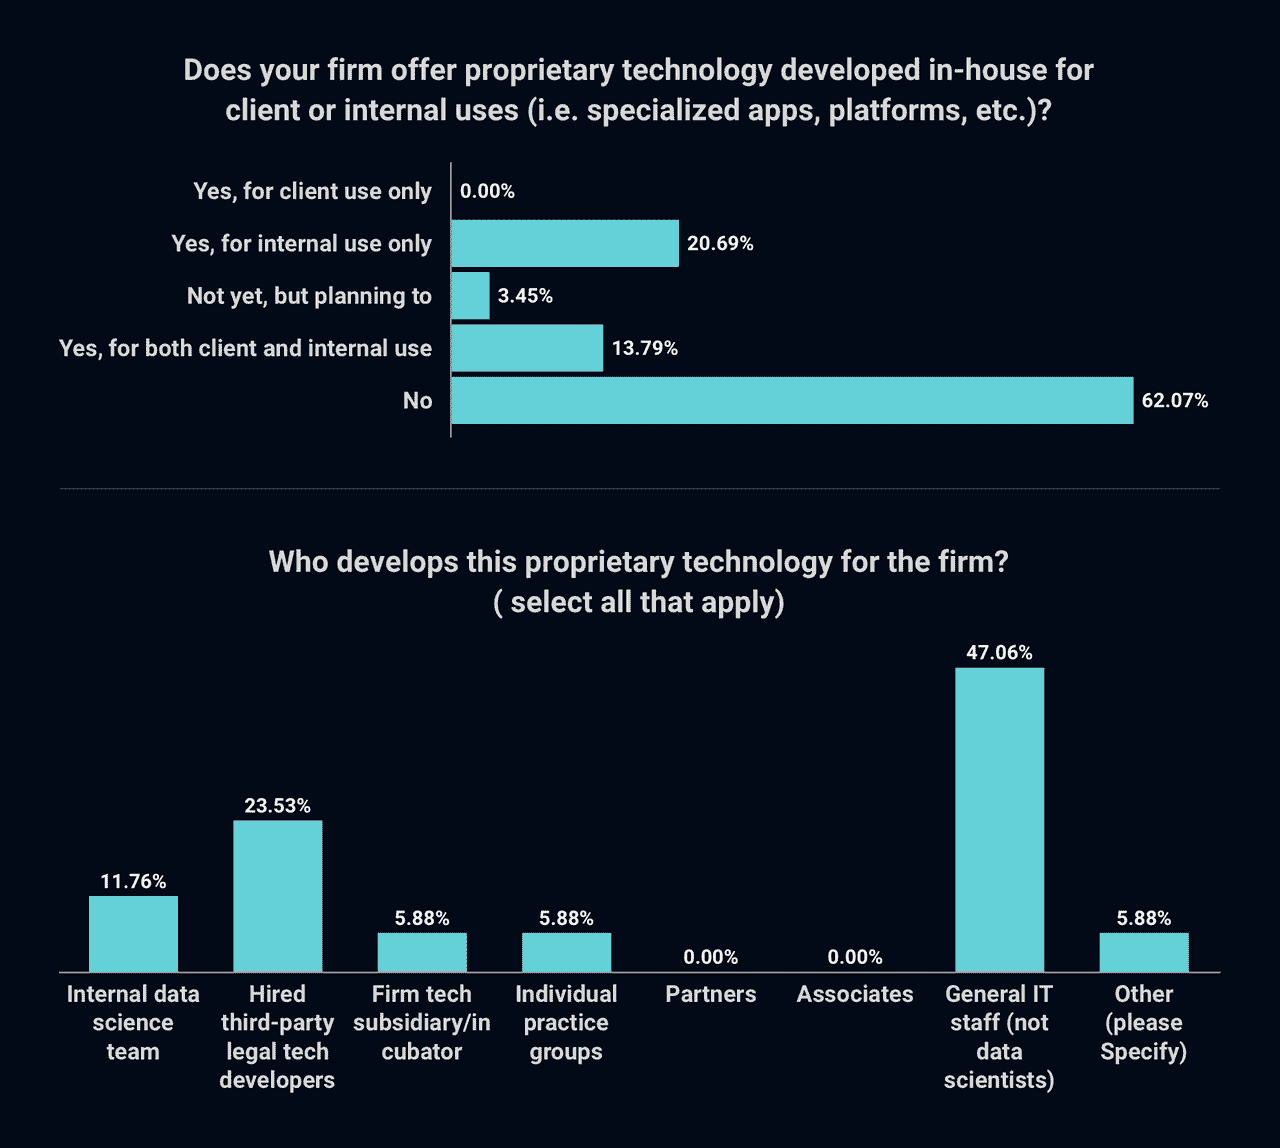 Does your firm offer proprietary technology developed in-house for
client or internal uses (i.e. specialized apps, platforms, etc.)?
Yes, for client use only 0.00%
Yes, for internal use only 20.69%
Not yet, but planning to 3.45%
Yes, for both client and internal use 13.79%
No 62.07%
Who develops this proprietary technology for the firm?
( select all that apply)
47.06%
23.53%
11.76%
5.88% 5.88% 5.88%
0.00% 0.00%
Internal data
science
team
Hired
third-party
legal tech
developers
Firm tech
subsidiary/in
cubator
Individual
practice
groups
Partners
Associates
General IT
staff (not
data
scientists)
Other
(please
Specify)